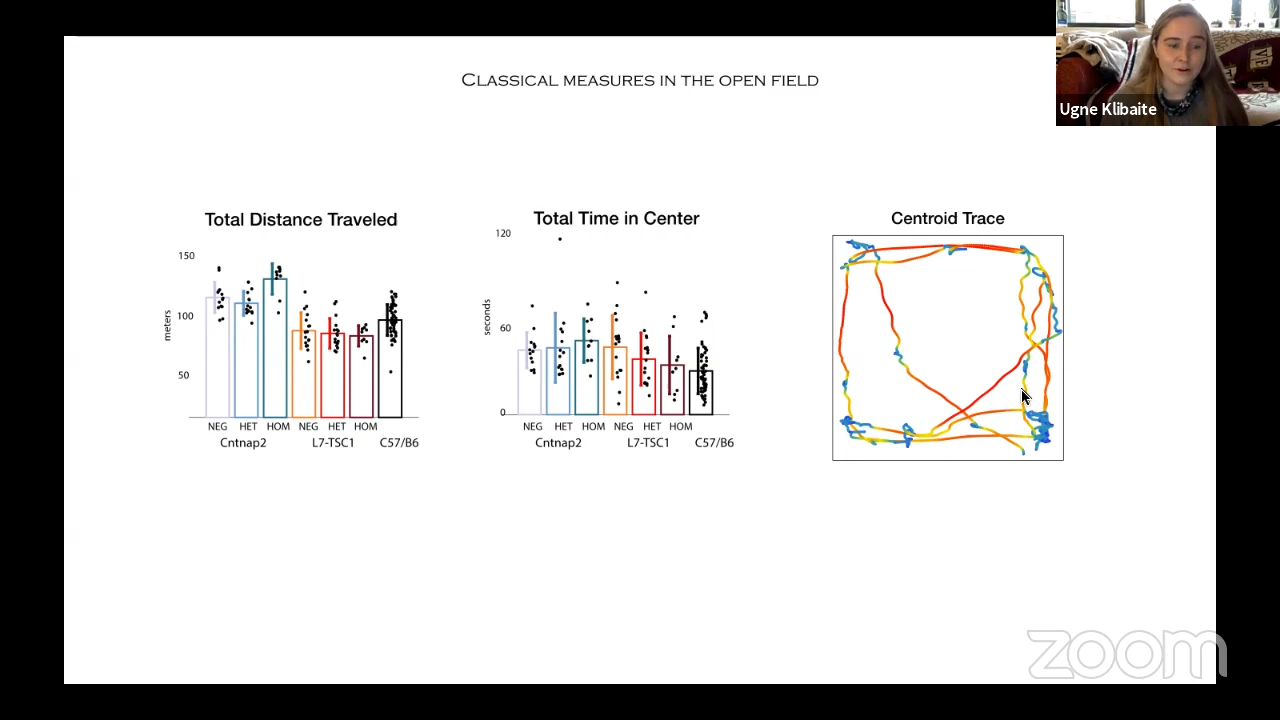 CLASSICAL MEASURES IN THE OPEN FIELD
Ugne Klibaite
Total Distance Traveled
150
100
50
meters
NEG HET HOM NEG HET HOM
Cntnap2 L7-TSC1 C57/B6
Total Time in Center
120
60
0
seconds
NEG HET HOM NEG HET HOM
Cntnap2 L7-TSC1 C57/B6
Centroid Trace
zoom